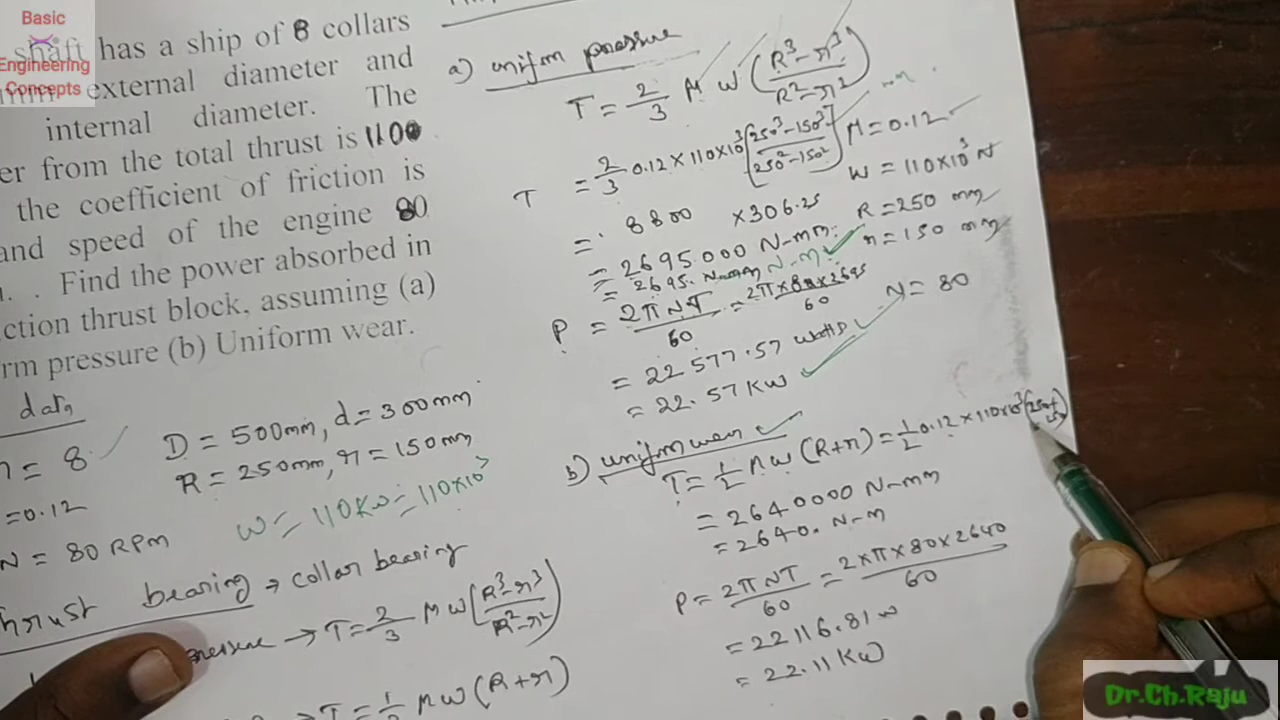 Basic
Engineering
Concepts
shaft has a ship of 8 collars
mm external diameter and
internal diameter. The
er from the total thrust is 1100
the coefficient of friction is
and speed of the engine 80
. Find the power absorbed in
ction thrust block, assuming (a)
rm pressure (b) Uniform wear.
data
n = 8
D = 500mm, d = 300mm
R = 250mm, r = 150mm
=0.12
W = 110KW = 110×10³
N = 80 RPm
thrust bearing → collar bearing
pressure → T = 2/3 μ W (R³-r³/R²-r²)
→ T = 1/2 μ W (R+r)
a) uniform pressure
T = 2/3 μ W (R³-r³/R²-r²)
T = 2/3 0.12 × 110×10³ [250³-150³/250²-150²]
mm
μ = 0.12
W = 110×10³ N
R = 250 mm
r = 150 mm
N = 80
= 8800 × 306.25
= 2695000 N-mm
= 2695. N-mm N-m
P = 2πNT/60 = 2π×80×2695/60
= 22577.57 watts
= 22.57 KW
b) uniform wear
T = 1/2 μw (R+r) = 1/2 0.12 × 110×10³ (250+150)
= 2640000 N-mm
= 2640. N-m
P = 2πNT/60 = 2×π×80×2640/60
= 22116.81 w
= 22.11 KW
Dr.Ch.Raju